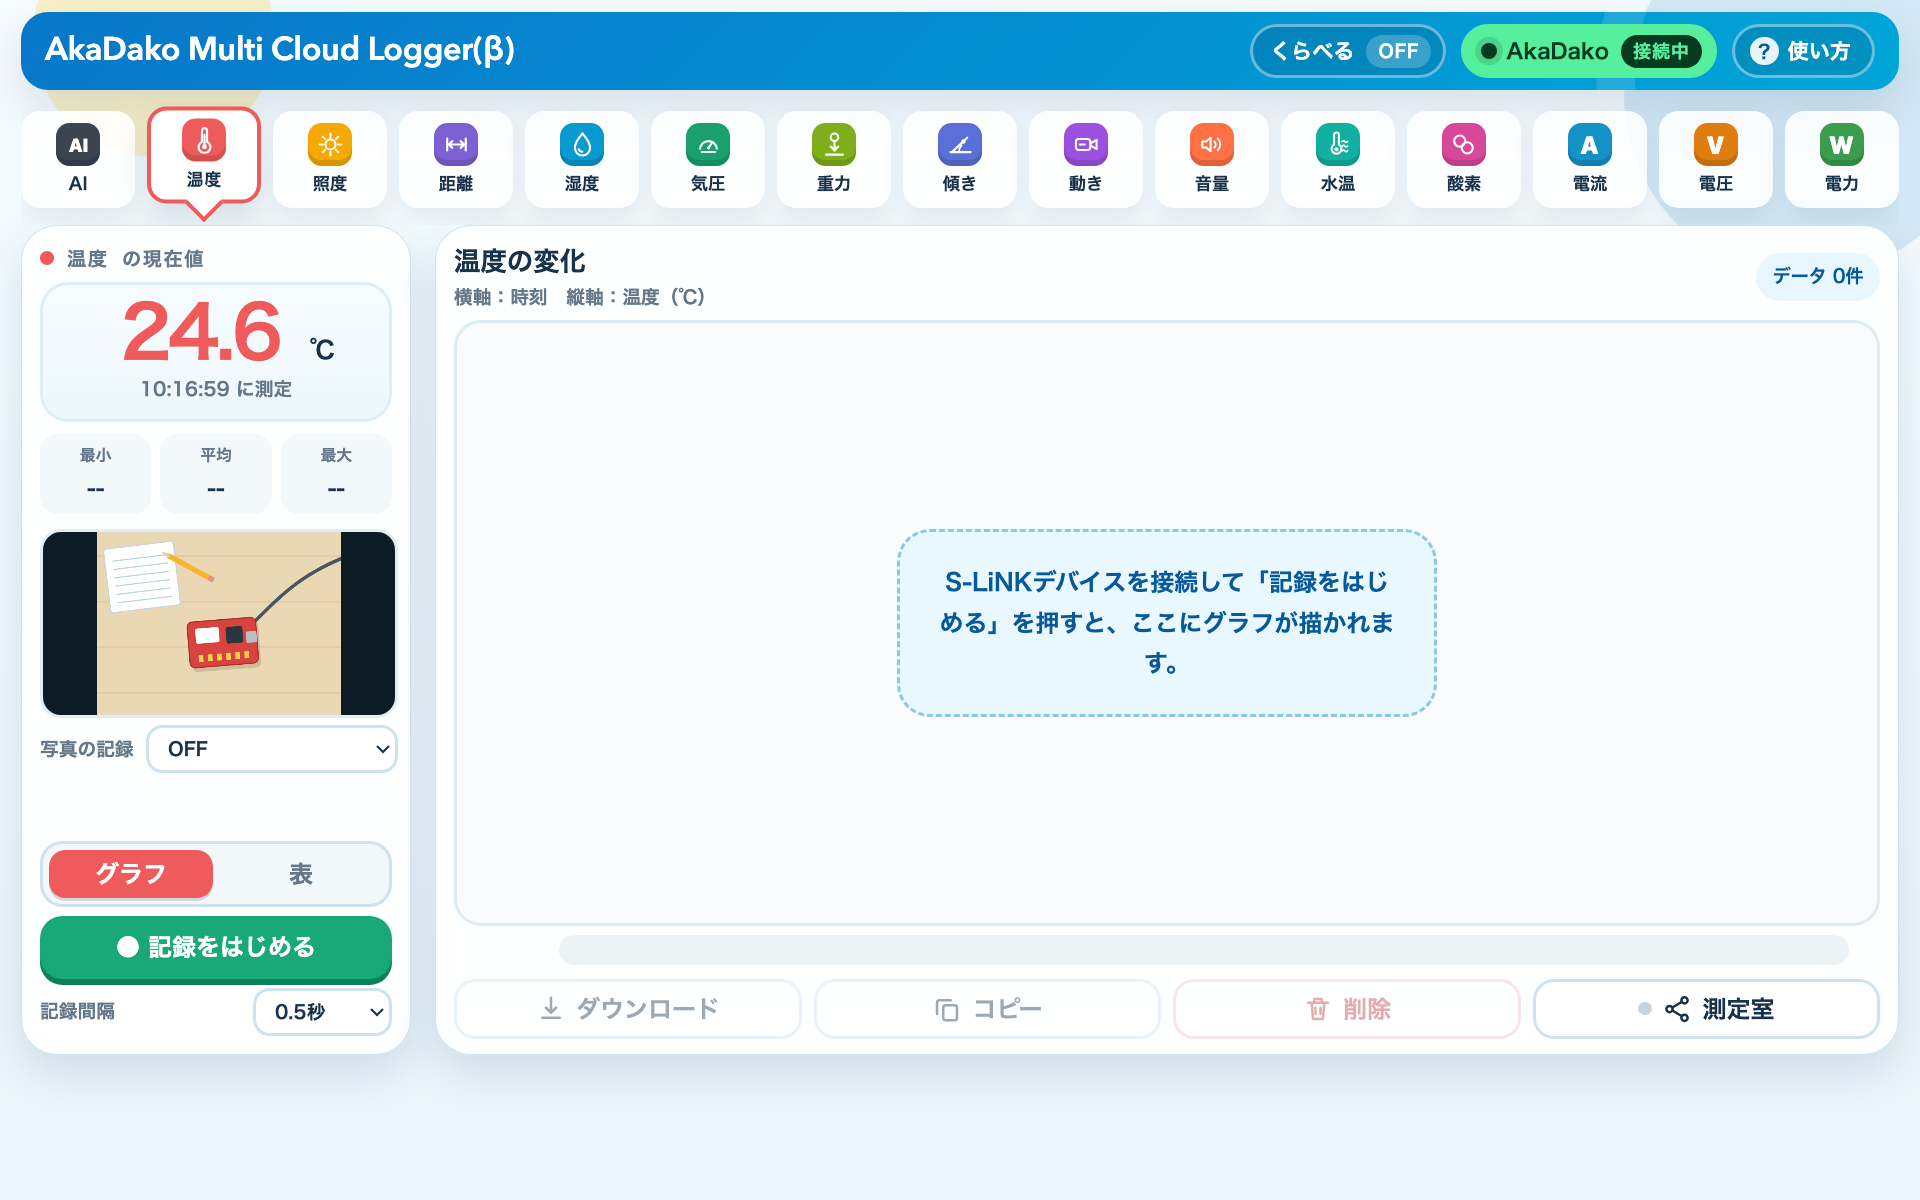 AkaDako Multi Cloud Logger(β)
くらべる OFF
AkaDako 接続中
? 使い方
AI
AI
温度
照度
距離
湿度
気圧
重力
傾き
動き
音量
水温
酸素
A
電流
V
電圧
W
電力
温度 の現在値
24.6 ℃
10:16:59 に測定
最小
--
平均
--
最大
--
写真の記録 OFF
グラフ 表
記録をはじめる
記録間隔 0.5秒
温度の変化
横軸：時刻 縦軸：温度（℃）
データ 0件
S-LiNKデバイスを接続して「記録をはじ
める」を押すと、ここにグラフが描かれま
す。
ダウンロード
コピー
削除
測定室